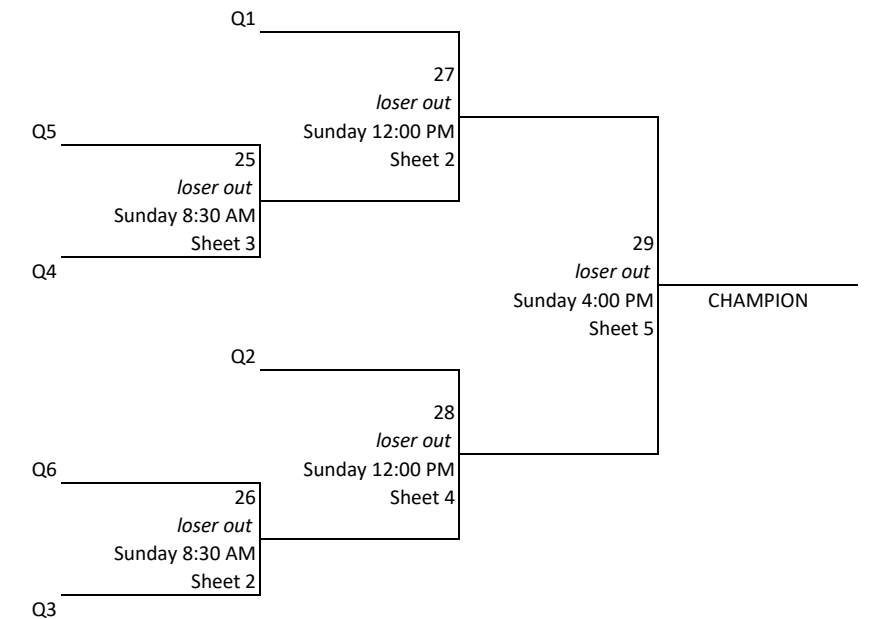 Q1
27
loser out
Sunday 12:00 PM
Sheet 2
Q5
25
loser out
Sunday 8:30 AM
Sheet 3
Q4
29
loser out
Sunday 4:00 PM
Sheet 5
CHAMPION
Q2
28
loser out
Sunday 12:00 PM
Sheet 4
Q6
26
loser out
Sunday 8:30 AM
Sheet 2
Q3